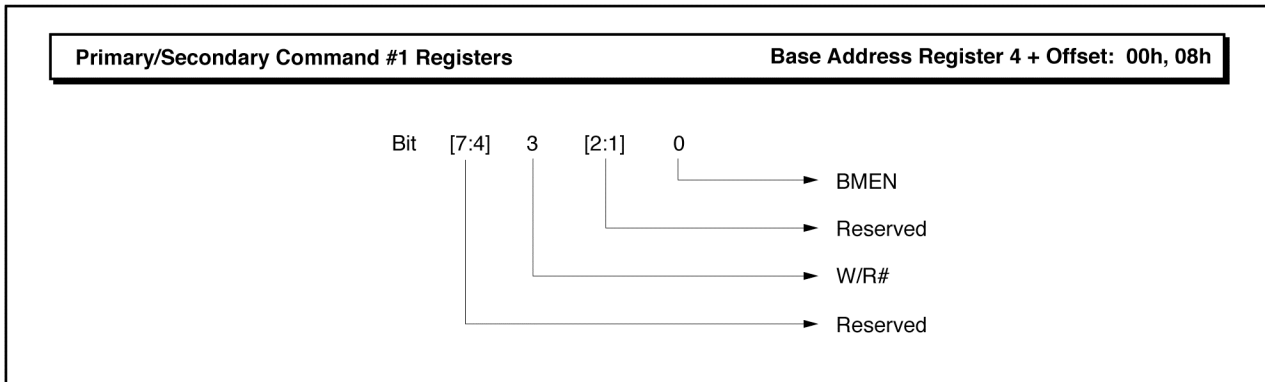 Primary/Secondary Command #1 Registers Base Address Register 4 + Offset: 00h, 08h
Bit [7:4] 3 [2:1] 0
BMEN
Reserved
W/R#
Reserved